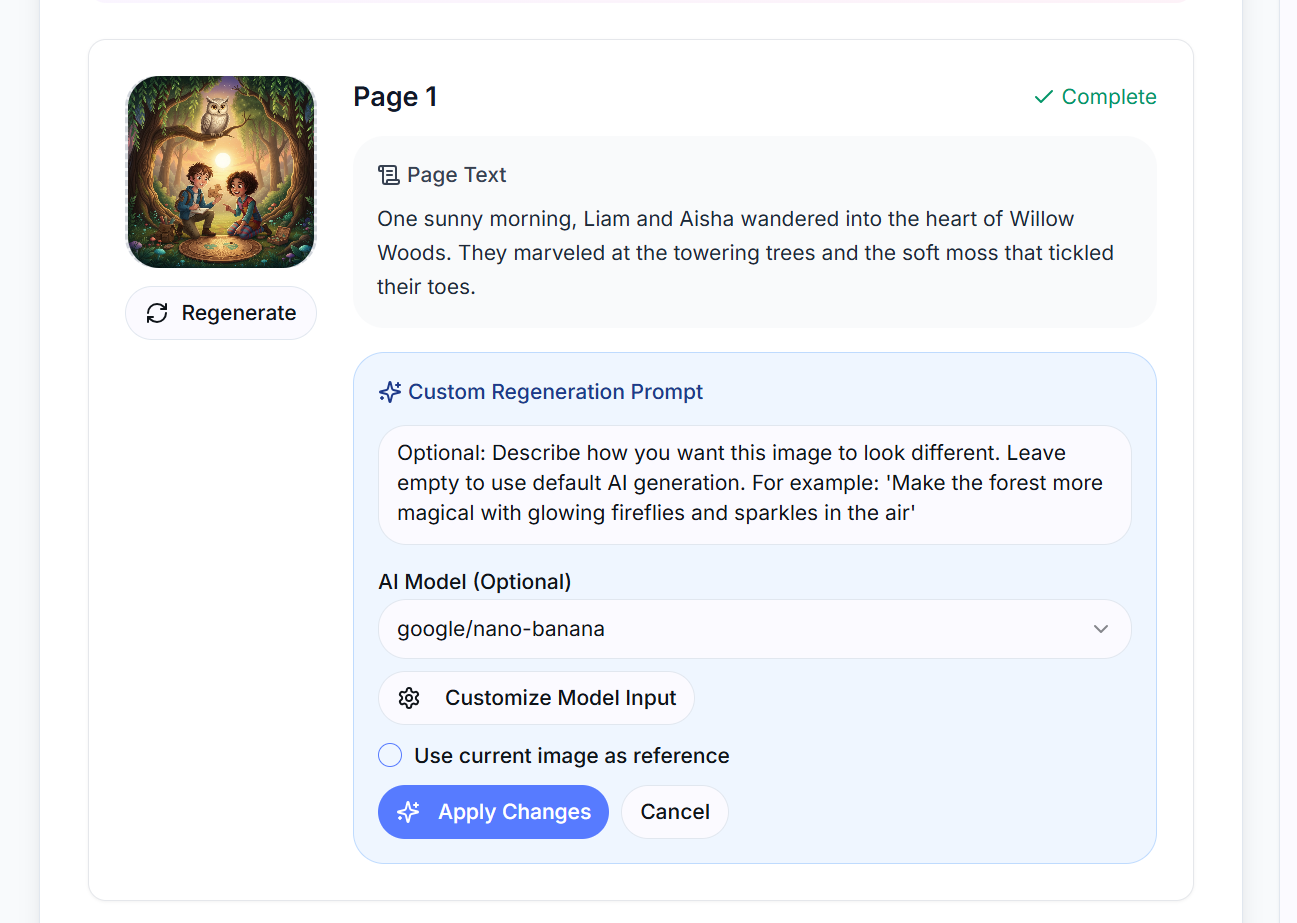 Page 1
Complete
Page Text
One sunny morning, Liam and Aisha wandered into the heart of Willow
Woods. They marveled at the towering trees and the soft moss that tickled
their toes.
Regenerate
Custom Regeneration Prompt
Optional: Describe how you want this image to look different. Leave
empty to use default AI generation. For example: 'Make the forest more
magical with glowing fireflies and sparkles in the air'
AI Model (Optional)
google/nano-banana
Customize Model Input
Use current image as reference
Apply Changes
Cancel